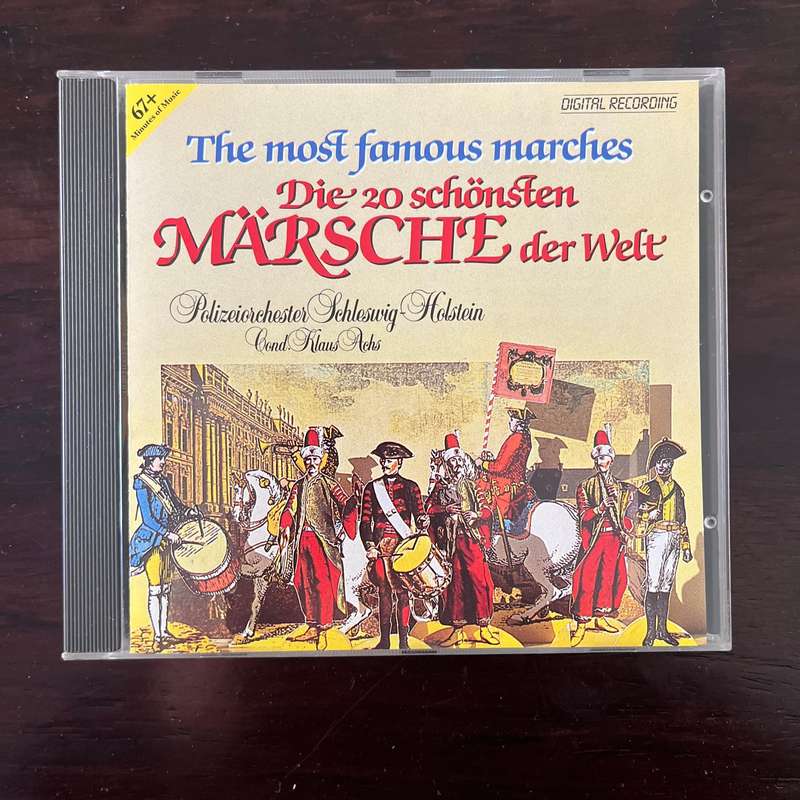 67+
Minutes of Music
DIGITAL RECORDING
The most famous marches
Die 20 schönsten
MÄRSCHE der Welt
Polizeiorchester Schleswig-Holstein
Cond. Klaus Achs